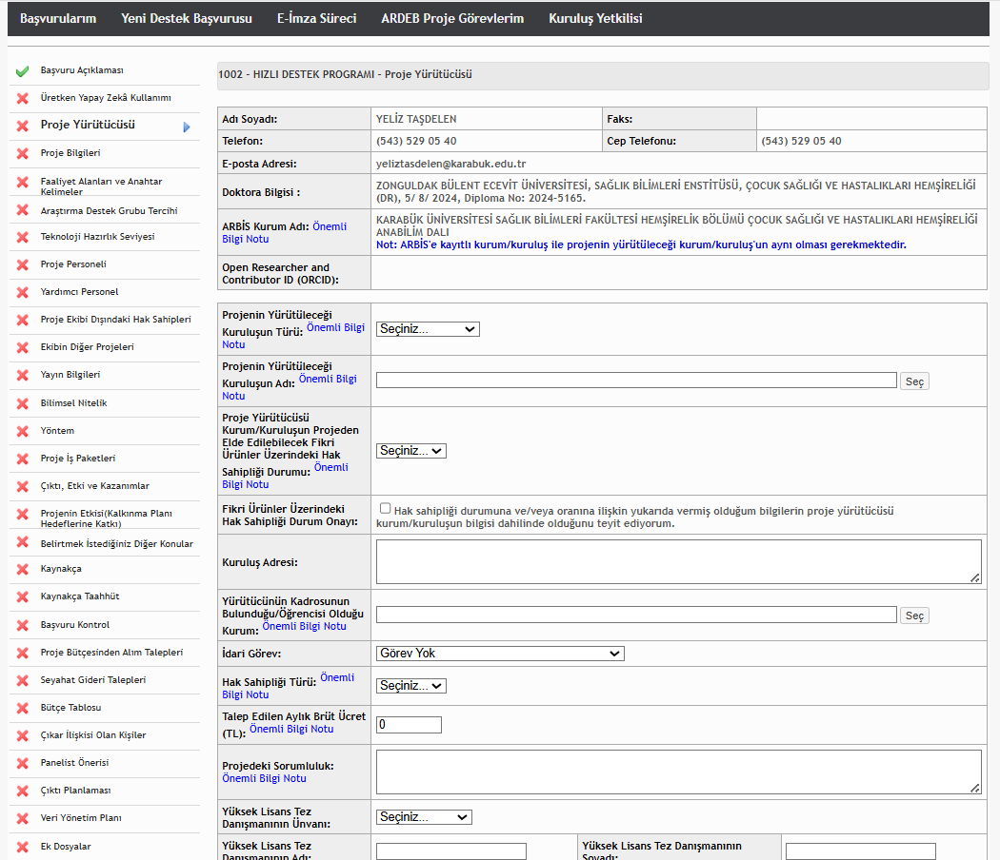 Başvurularım Yeni Destek Başvurusu E-İmza Süreci ARDEB Proje Görevlerim Kuruluş Yetkilisi
Başvuru Açıklaması
Üretken Yapay Zekâ Kullanımı
Proje Yürütücüsü
Proje Bilgileri
Faaliyet Alanları ve Anahtar
Kelimeler
Araştırma Destek Grubu Tercihi
Teknoloji Hazırlık Seviyesi
Proje Personeli
Yardımcı Personel
Proje Ekibi Dışındaki Hak Sahipleri
Ekibin Diğer Projeleri
Yayın Bilgileri
Bilimsel Nitelik
Yöntem
Proje İş Paketleri
Çıktı, Etki ve Kazanımlar
Projenin Etkisi(Kalkınma Planı
Hedeflerine Katkı)
Belirtmek İstediğiniz Diğer Konular
Kaynakça
Kaynakça Taahhüt
Başvuru Kontrol
Proje Bütçesinden Alım Talepleri
Seyahat Gideri Talepleri
Bütçe Tablosu
Çıkar İlişkisi Olan Kişiler
Panelist Önerisi
Çıktı Planlaması
Veri Yönetim Planı
Ek Dosyalar
1002 - HIZLI DESTEK PROGRAMI - Proje Yürütücüsü
Adı Soyadı: YELİZ TAŞDELEN Faks:
Telefon: (543) 529 05 40 Cep Telefonu: (543) 529 05 40
E-posta Adresi: yeliztasdelen@karabuk.edu.tr
Doktora Bilgisi :
ZONGULDAK BÜLENT ECEVİT ÜNİVERSİTESİ, SAĞLIK BİLİMLERİ ENSTİTÜSÜ, ÇOCUK SAĞLIĞI VE HASTALIKLARI HEMŞİRELİĞİ
(DR), 5/ 8/ 2024, Diploma No: 2024-5165.
ARBİS Kurum Adı: Önemli
Bilgi Notu
KARABÜK ÜNİVERSİTESİ SAĞLIK BİLİMLERİ FAKÜLTESİ HEMŞİRELİK BÖLÜMÜ ÇOCUK SAĞLIĞI VE HASTALIKLARI HEMŞİRELİĞİ
ANABİLİM DALI
Not: ARBİS'e kayıtlı kurum/kuruluş ile projenin yürütüleceği kurum/kuruluş'un aynı olması gerekmektedir.
Open Researcher and
Contributor ID (ORCID):
Projenin Yürütüleceği
Kuruluşun Türü: Önemli Bilgi
Notu
Seçiniz...
Projenin Yürütüleceği
Kuruluşun Adı: Önemli Bilgi
Notu
Seç
Proje Yürütücüsü
Kurum/Kuruluşun Projeden
Elde Edilebilecek Fikri
Ürünler Üzerindeki Hak
Sahipliği Durumu: Önemli
Bilgi Notu
Seçiniz...
Fikri Ürünler Üzerindeki
Hak Sahipliği Durum Onayı:
Hak sahipliği durumuna ve/veya oranına ilişkin yukarıda vermiş olduğum bilgilerin proje yürütücüsü
kurum/kuruluşun bilgisi dahilinde olduğunu teyit ediyorum.
Kuruluş Adresi:
Yürütücünün Kadrosunun
Bulunduğu/Öğrencisi Olduğu
Kurum: Önemli Bilgi Notu
Seç
İdari Görev: Görev Yok
Hak Sahipliği Türü: Önemli
Bilgi Notu
Seçiniz...
Talep Edilen Aylık Brüt Ücret
(TL): Önemli Bilgi Notu
0
Projedeki Sorumluluk:
Önemli Bilgi Notu
Yüksek Lisans Tez
Danışmanının Ünvanı:
Seçiniz...
Yüksek Lisans Tez
Danışmanının Adı:
Yüksek Lisans Tez Danışmanının
Soyadı: